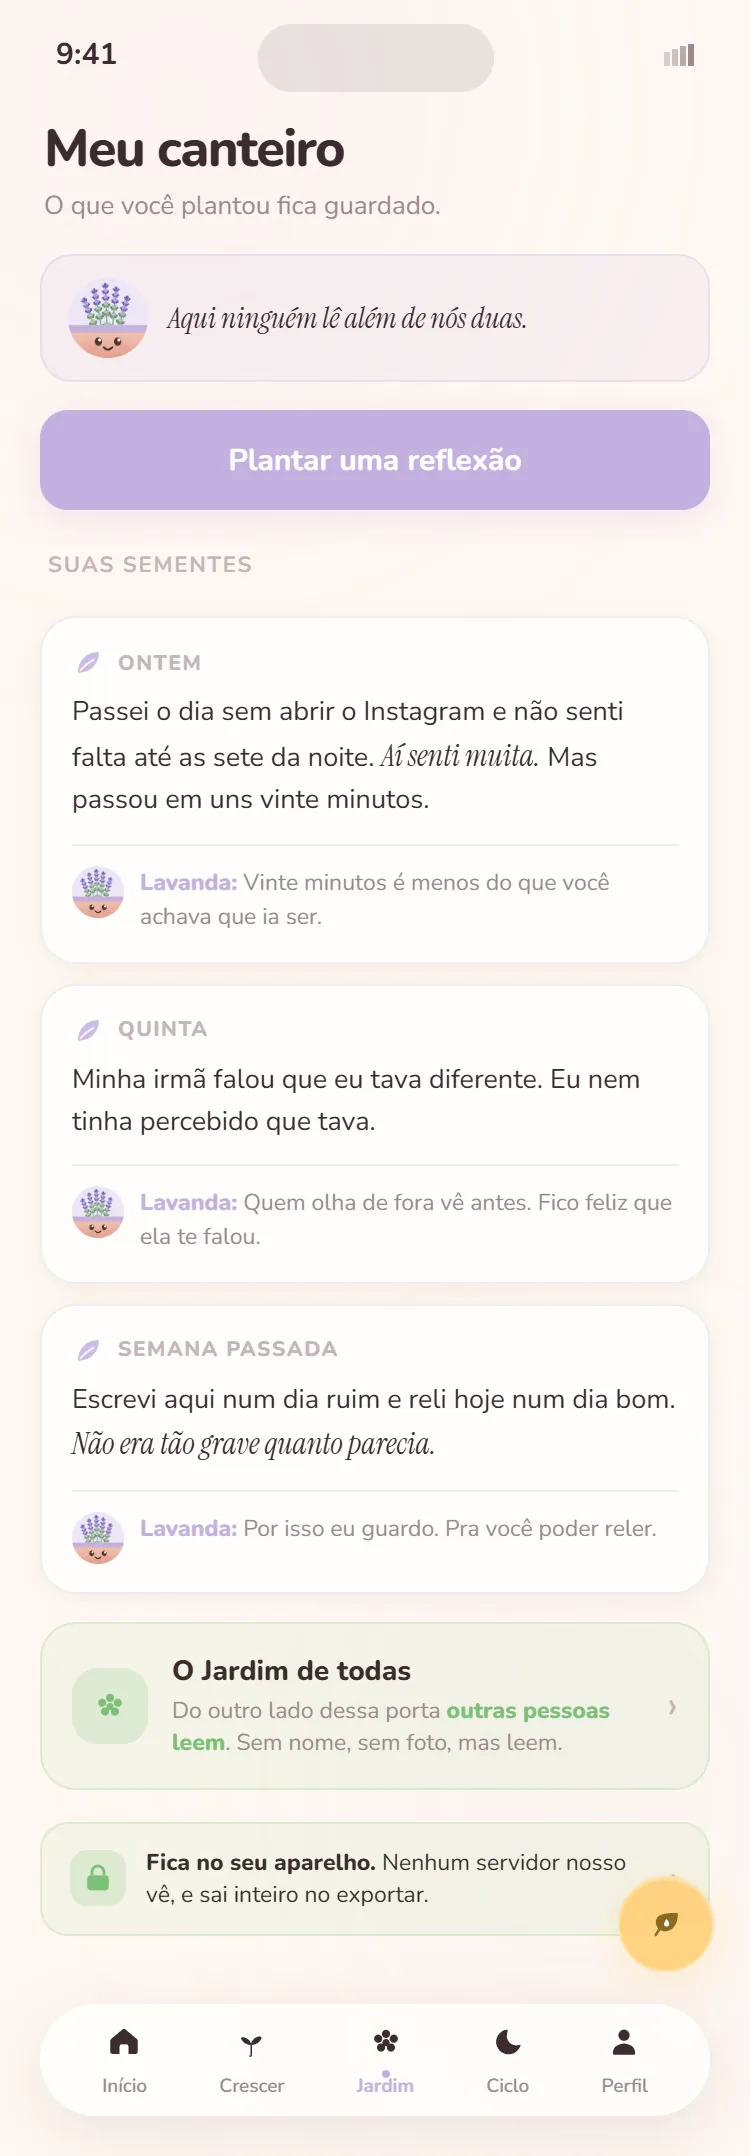 9:41
Meu canteiro
O que você plantou fica guardado.
Aqui ninguém lê além de nós duas.
Plantar uma reflexão
SUAS SEMENTES
ONTEM
Passei o dia sem abrir o Instagram e não senti
falta até as sete da noite. Aí senti muita. Mas
passou em uns vinte minutos.
Lavanda: Vinte minutos é menos do que você
achava que ia ser.
QUINTA
Minha irmã falou que eu tava diferente. Eu nem
tinha percebido que tava.
Lavanda: Quem olha de fora vê antes. Fico feliz que
ela te falou.
SEMANA PASSADA
Escrevi aqui num dia ruim e reli hoje num dia bom.
Não era tão grave quanto parecia.
Lavanda: Por isso eu guardo. Pra você poder reler.
O Jardim de todas
Do outro lado dessa porta outras pessoas
leem. Sem nome, sem foto, mas leem.
Fica no seu aparelho. Nenhum servidor nosso
vê, e sai inteiro no exportar.
Início
Crescer
Jardim
Ciclo
Perfil